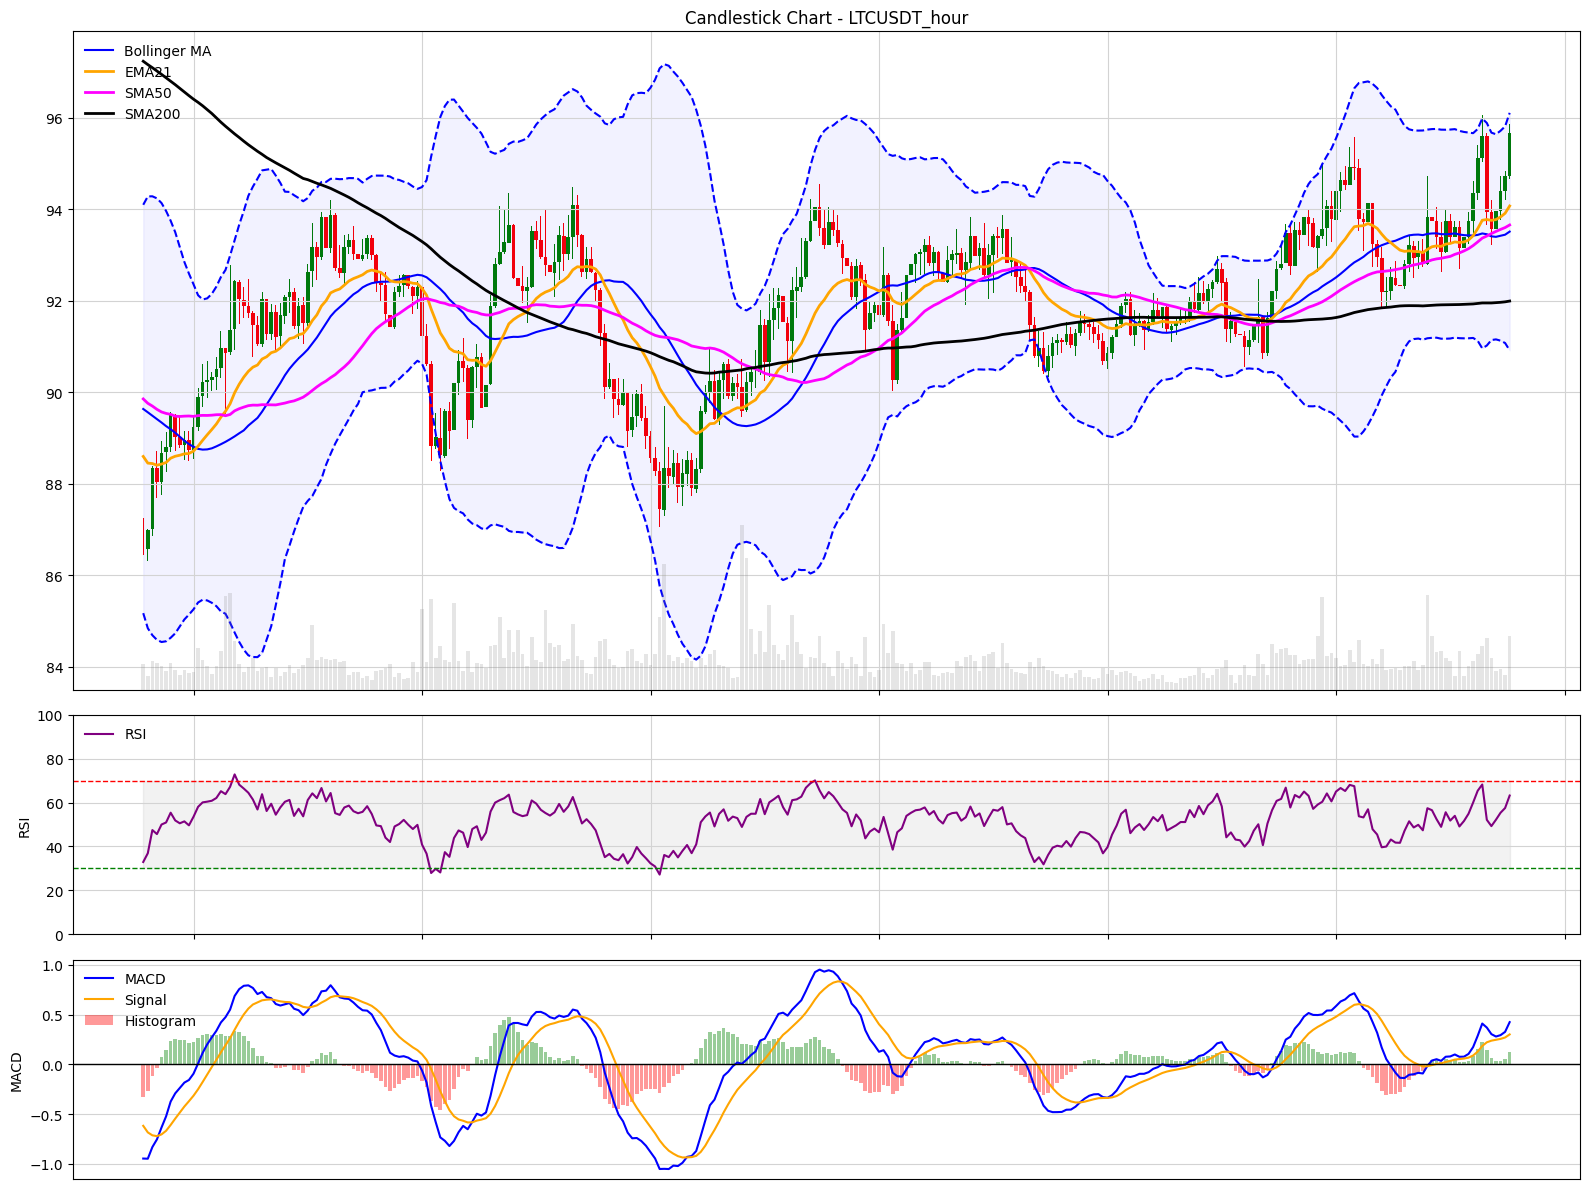 Candlestick Chart - LTCUSDT_hour
Bollinger MA
EMA21
SMA50
SMA200
96
94
92
90
88
86
84
RSI
100
80
60
40
20
0
RSI
MACD
Signal
Histogram
1.0
0.5
0.0
−0.5
−1.0
MACD